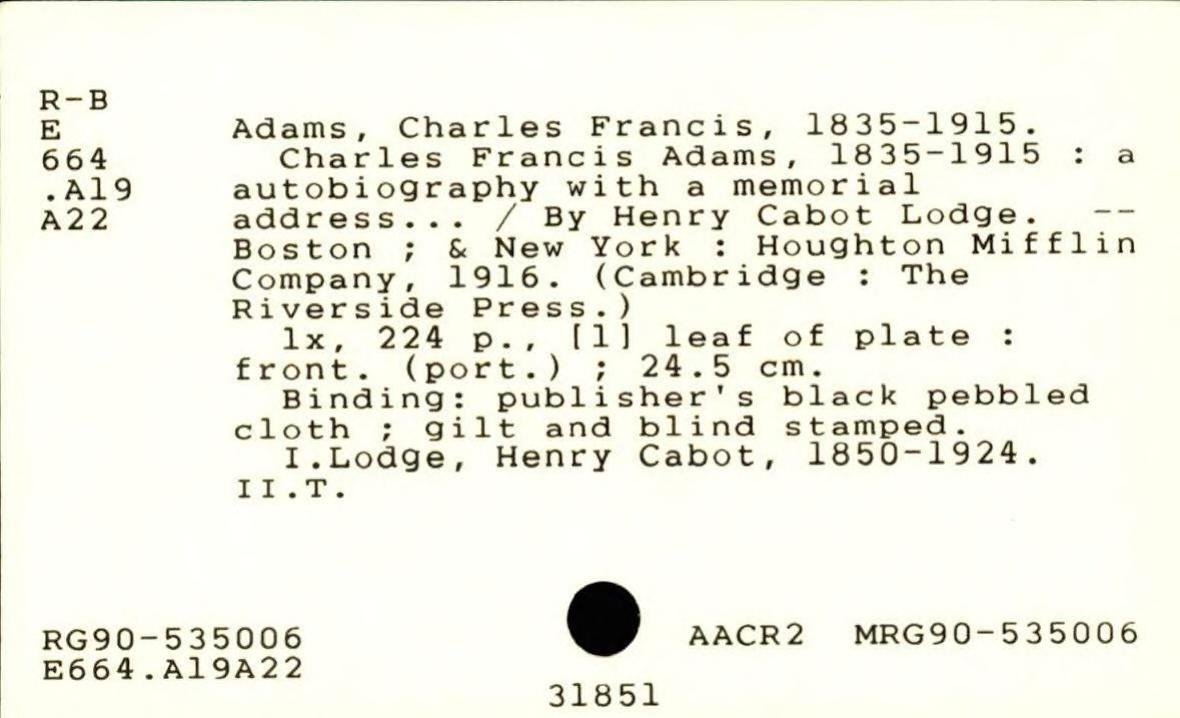 R-B
E Adams, Charles Francis, 1835-1915.
664 Charles Francis Adams, 1835-1915 : a
.A19 autobiography with a memorial
A22 address... / By Henry Cabot Lodge. --
Boston ; & New York : Houghton Mifflin
Company, 1916. (Cambridge : The
Riverside Press.)
lx, 224 p., [1] leaf of plate :
front. (port.) ; 24.5 cm.
Binding: publisher's black pebbled
cloth ; gilt and blind stamped.
I.Lodge, Henry Cabot, 1850-1924.
II.T.
RG90-535006 AACR2 MRG90-535006
E664.A19A22
31851